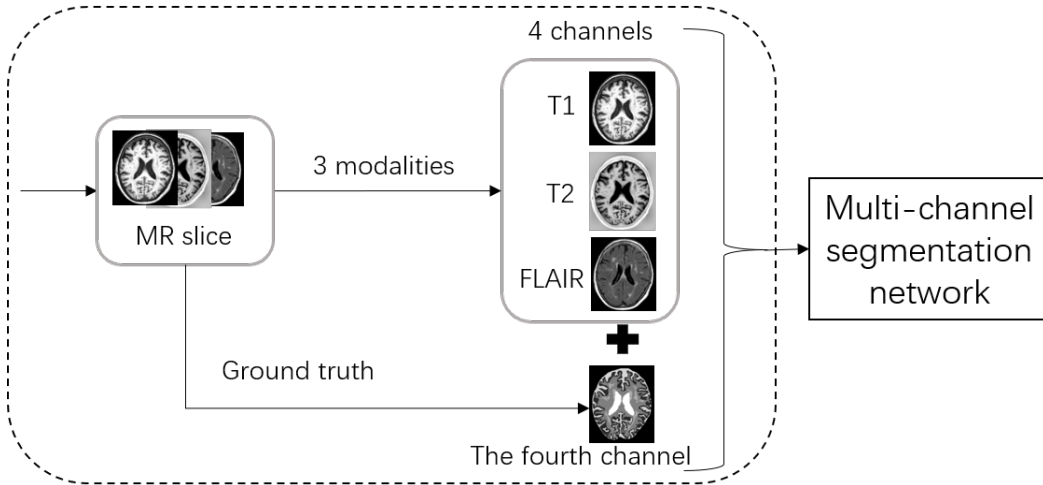 4 channels
T1
3 modalities
T2
MR slice
FLAIR
Multi-channel
segmentation
network
Ground truth
The fourth channel